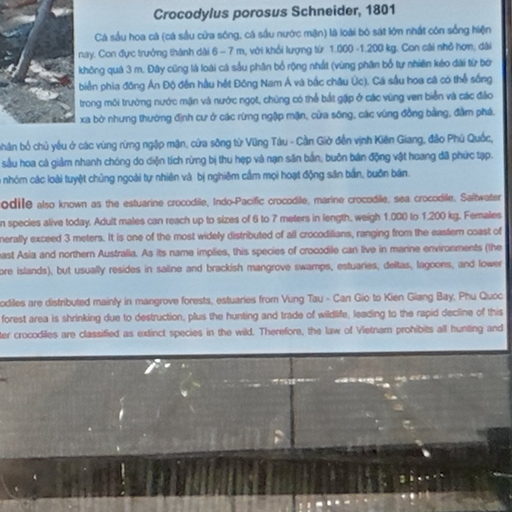 Crocodylus porosus Schneider, 1801
Cá sấu hoa cà (cá sấu cửa sông, cá sấu nước mặn) là loài bò sát lớn nhất còn sống hiện
nay. Con đực trưởng thành dài 6 – 7 m, với khối lượng từ 1.000 -1.200 kg. Con cái nhỏ hơn, dài
không quá 3 m. Đây cũng là loài cá sấu phân bố rộng nhất (vùng phân bố tự nhiên kéo dài từ bờ
biển phía đông Ấn Độ đến hầu hết Đông Nam Á và bắc châu Úc). Cá sấu hoa cà có thể sống
trong môi trường nước mặn và nước ngọt, chúng có thể bắt gặp ở các vùng ven biển và các đảo
xa bờ nhưng thường định cư ở các rừng ngập mặn, cửa sông, các vùng đồng bằng, đầm phá.
phân bố chủ yếu ở các vùng rừng ngập mặn, cửa sông từ Vũng Tàu - Cần Giờ đến vịnh Kiên Giang, đảo Phú Quốc,
sấu hoa cà giảm nhanh chóng do diện tích rừng bị thu hẹp và nạn săn bắn, buôn bán động vật hoang dã phức tạp.
nhóm các loài tuyệt chủng ngoài tự nhiên và bị nghiêm cấm mọi hoạt động săn bắn, buôn bán.
odile also known as the estuarine crocodile, Indo-Pacific crocodile, marine crocodile, sea crocodile. Saltwater
n species alive today. Adult males can reach up to sizes of 6 to 7 meters in length, weigh 1.000 to 1.200 kg. Females
nerally exceed 3 meters. It is one of the most widely distributed of all crocodilians, ranging from the eastern coast of
east Asia and northern Australia. As its name implies, this species of crocodile can live in marine environments (the
ore islands), but usually resides in saline and brackish mangrove swamps, estuaries, deltas, lagoons, and lower
odiles are distributed mainly in mangrove forests, estuaries from Vung Tau - Can Gio to Kien Giang Bay, Phu Quoc
forest area is shrinking due to destruction, plus the hunting and trade of wildlife, leading to the rapid decline of this
ter crocodiles are classified as extinct species in the wild. Therefore, the law of Vietnam prohibits all hunting and